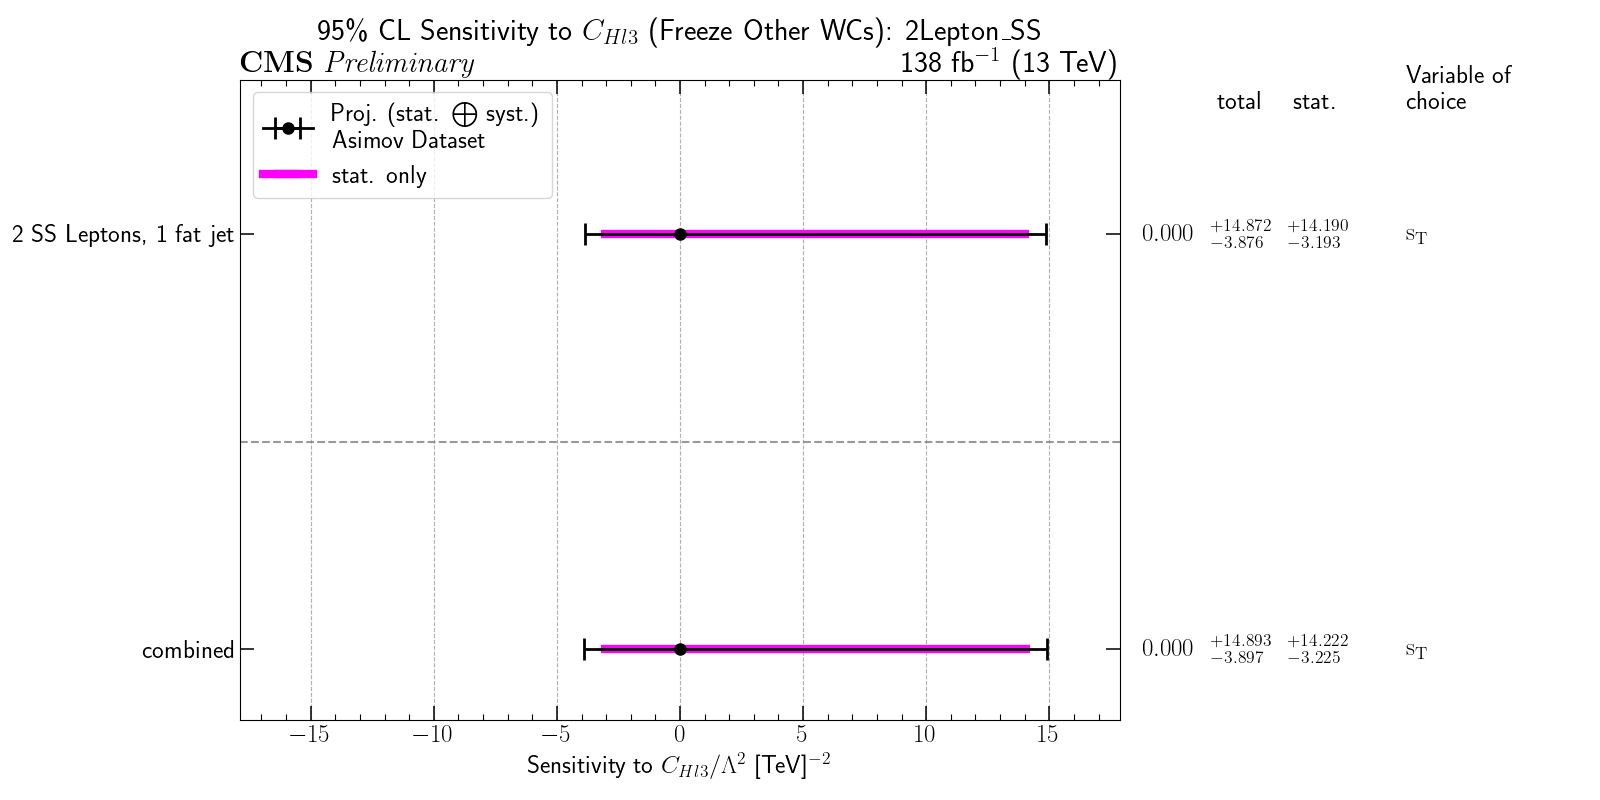 95% CL Sensitivity to C_{Hl3} (Freeze Other WCs): 2Lepton_SS
CMS Preliminary 138 fb^{−1} (13 TeV)
Proj. (stat. ⨁ syst.)
Asimov Dataset
stat. only
total stat. Variable of
choice
2 SS Leptons, 1 fat jet 0.000 +14.872 −3.876 +14.190 −3.193 s_T
combined 0.000 +14.893 −3.897 +14.222 −3.225 s_T
−15 −10 −5 0 5 10 15
Sensitivity to C_{Hl3}/Λ^2 [TeV]^{−2}